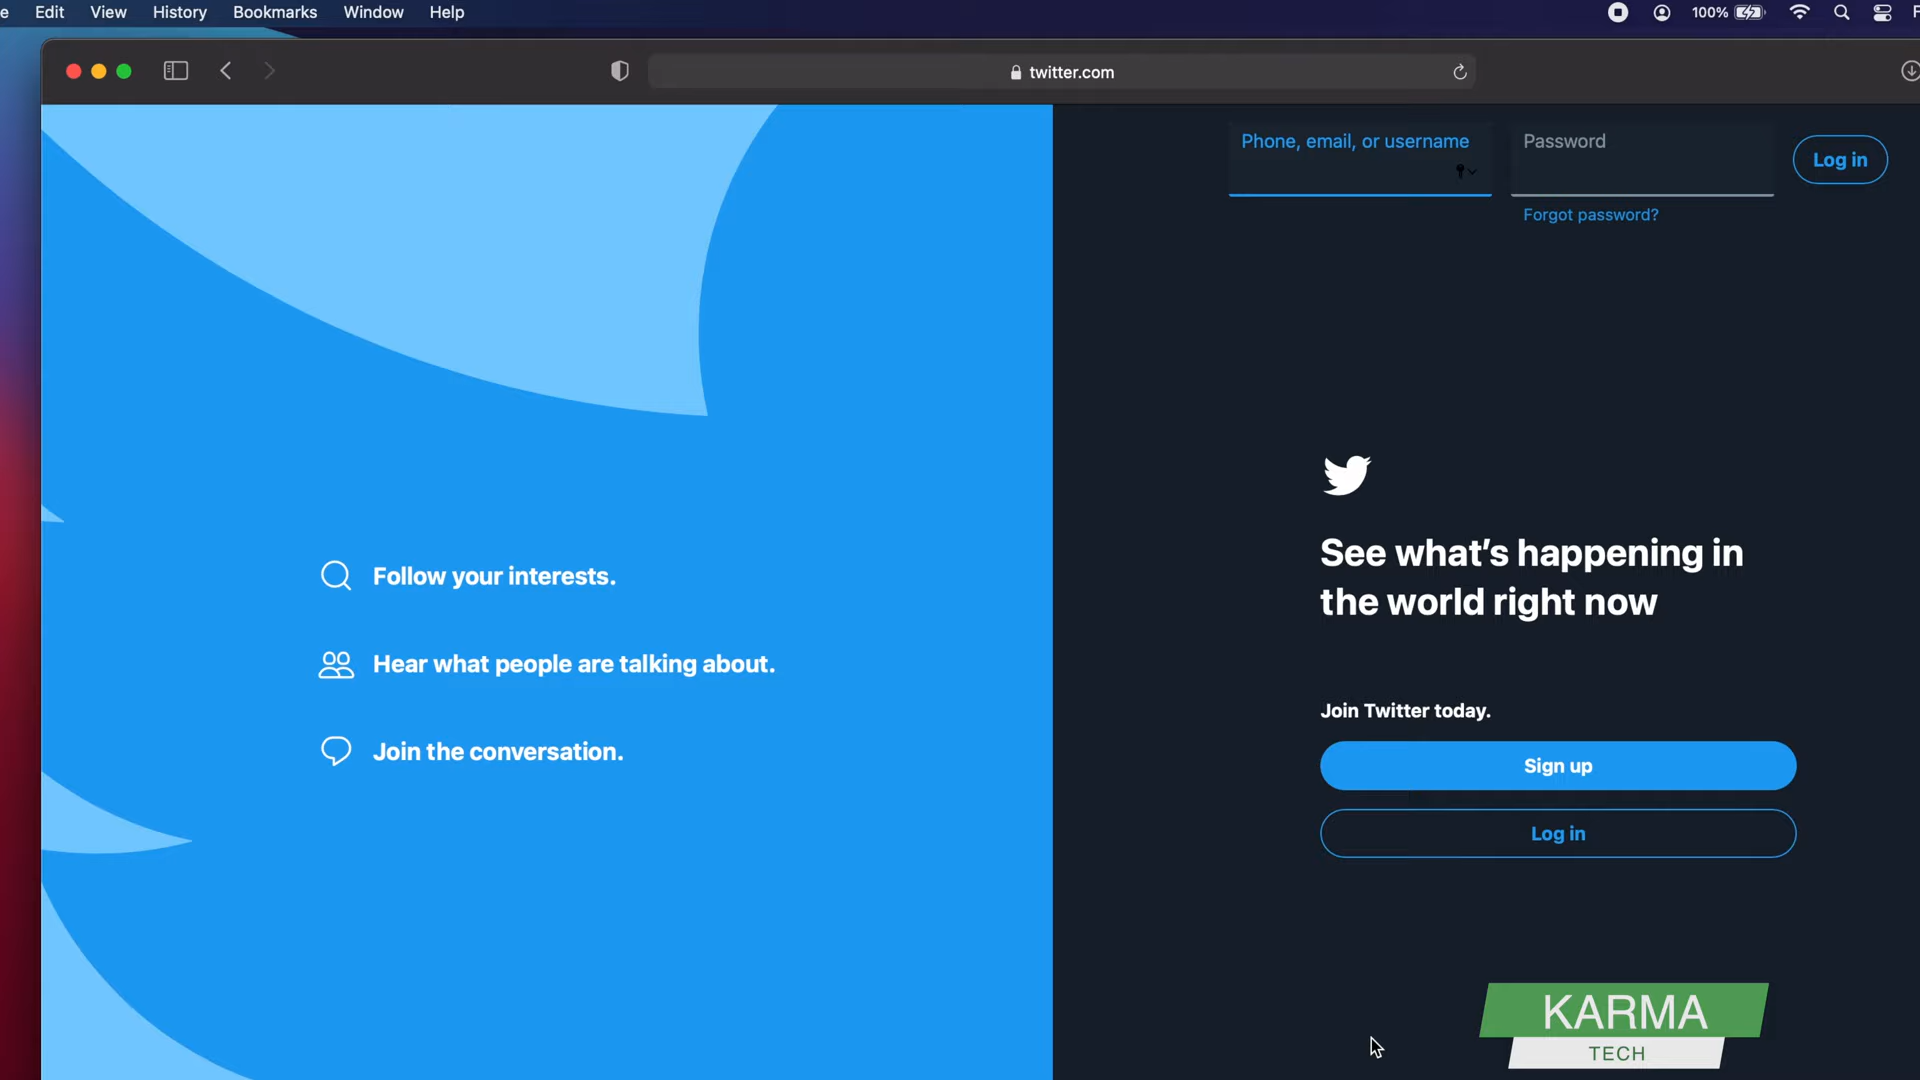 Edit View History Bookmarks Window Help
100%
twitter.com
Phone, email, or username
Password
Log in
Forgot password?
See what's happening in
the world right now
Follow your interests.
Hear what people are talking about.
Join the conversation.
Join Twitter today.
Sign up
Log in
KARMA
TECH